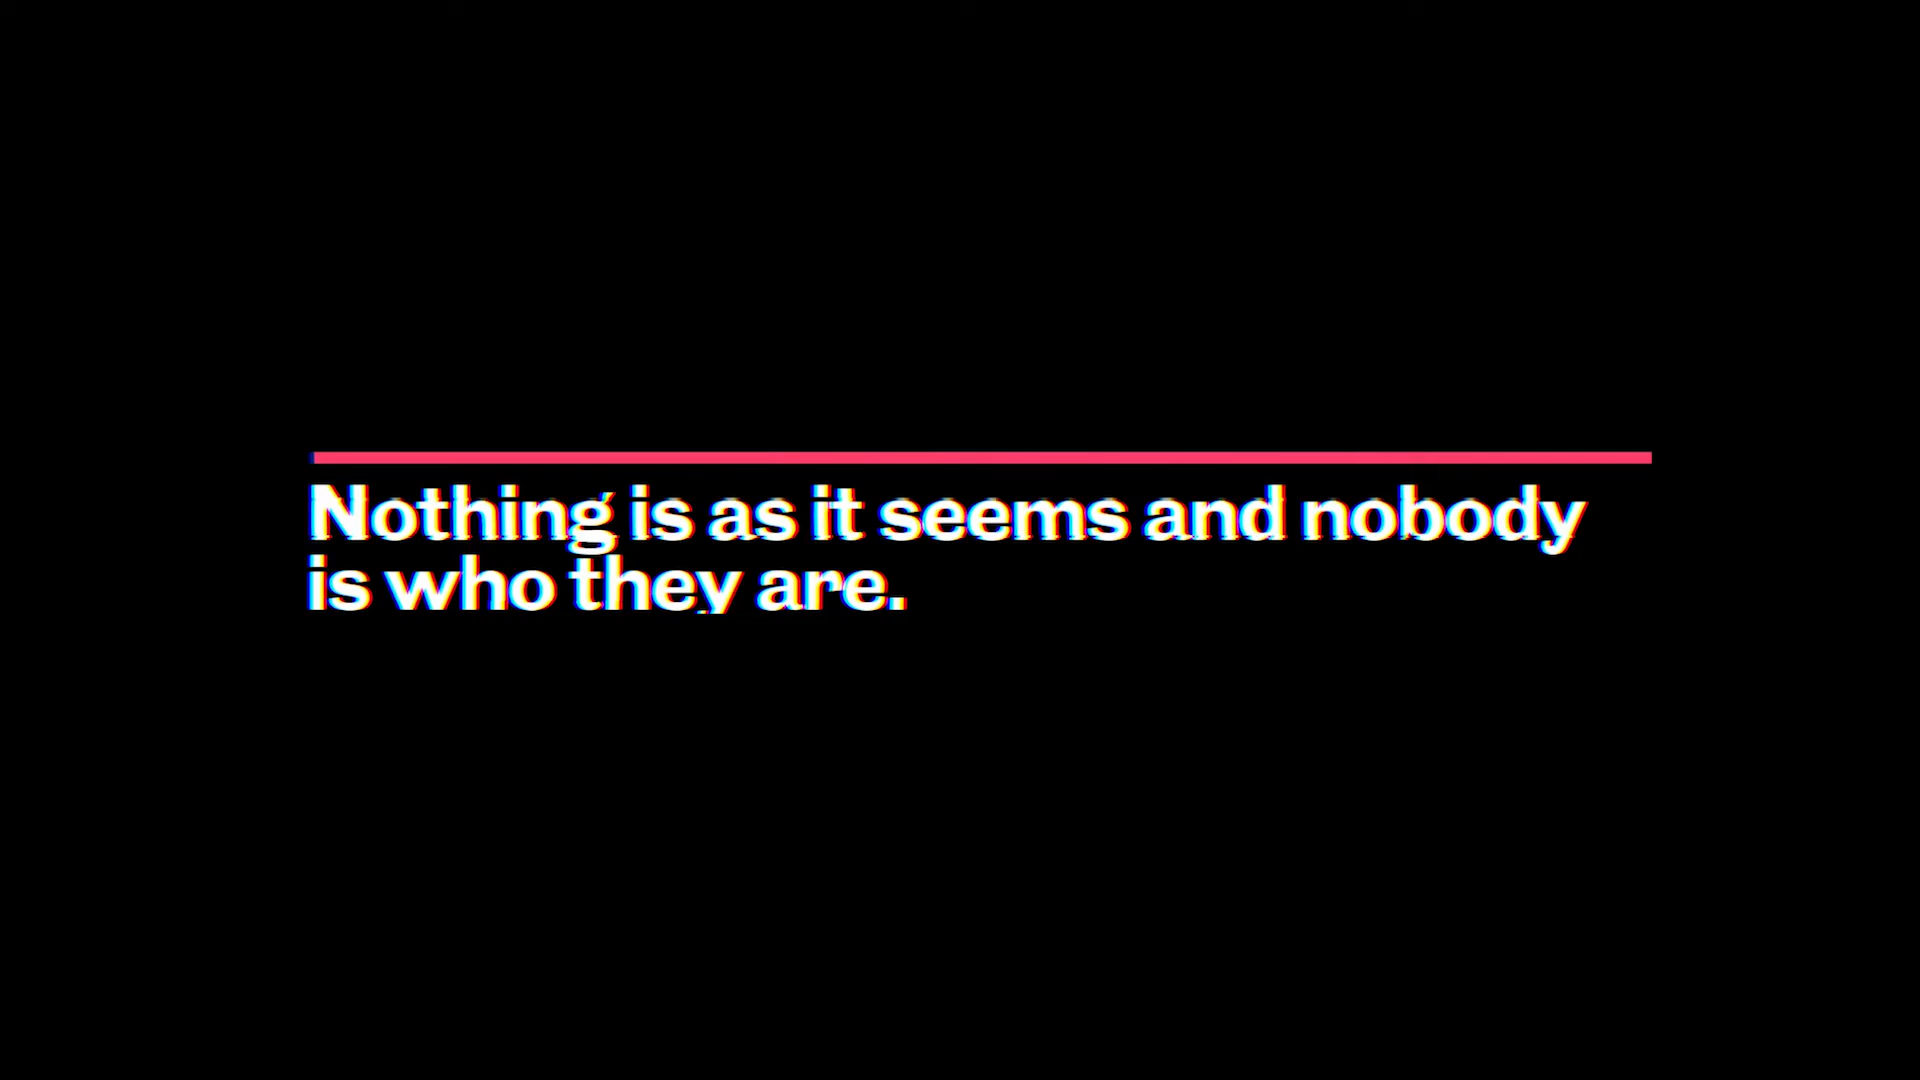 Nothing is as it seems and nobody
is who they are.